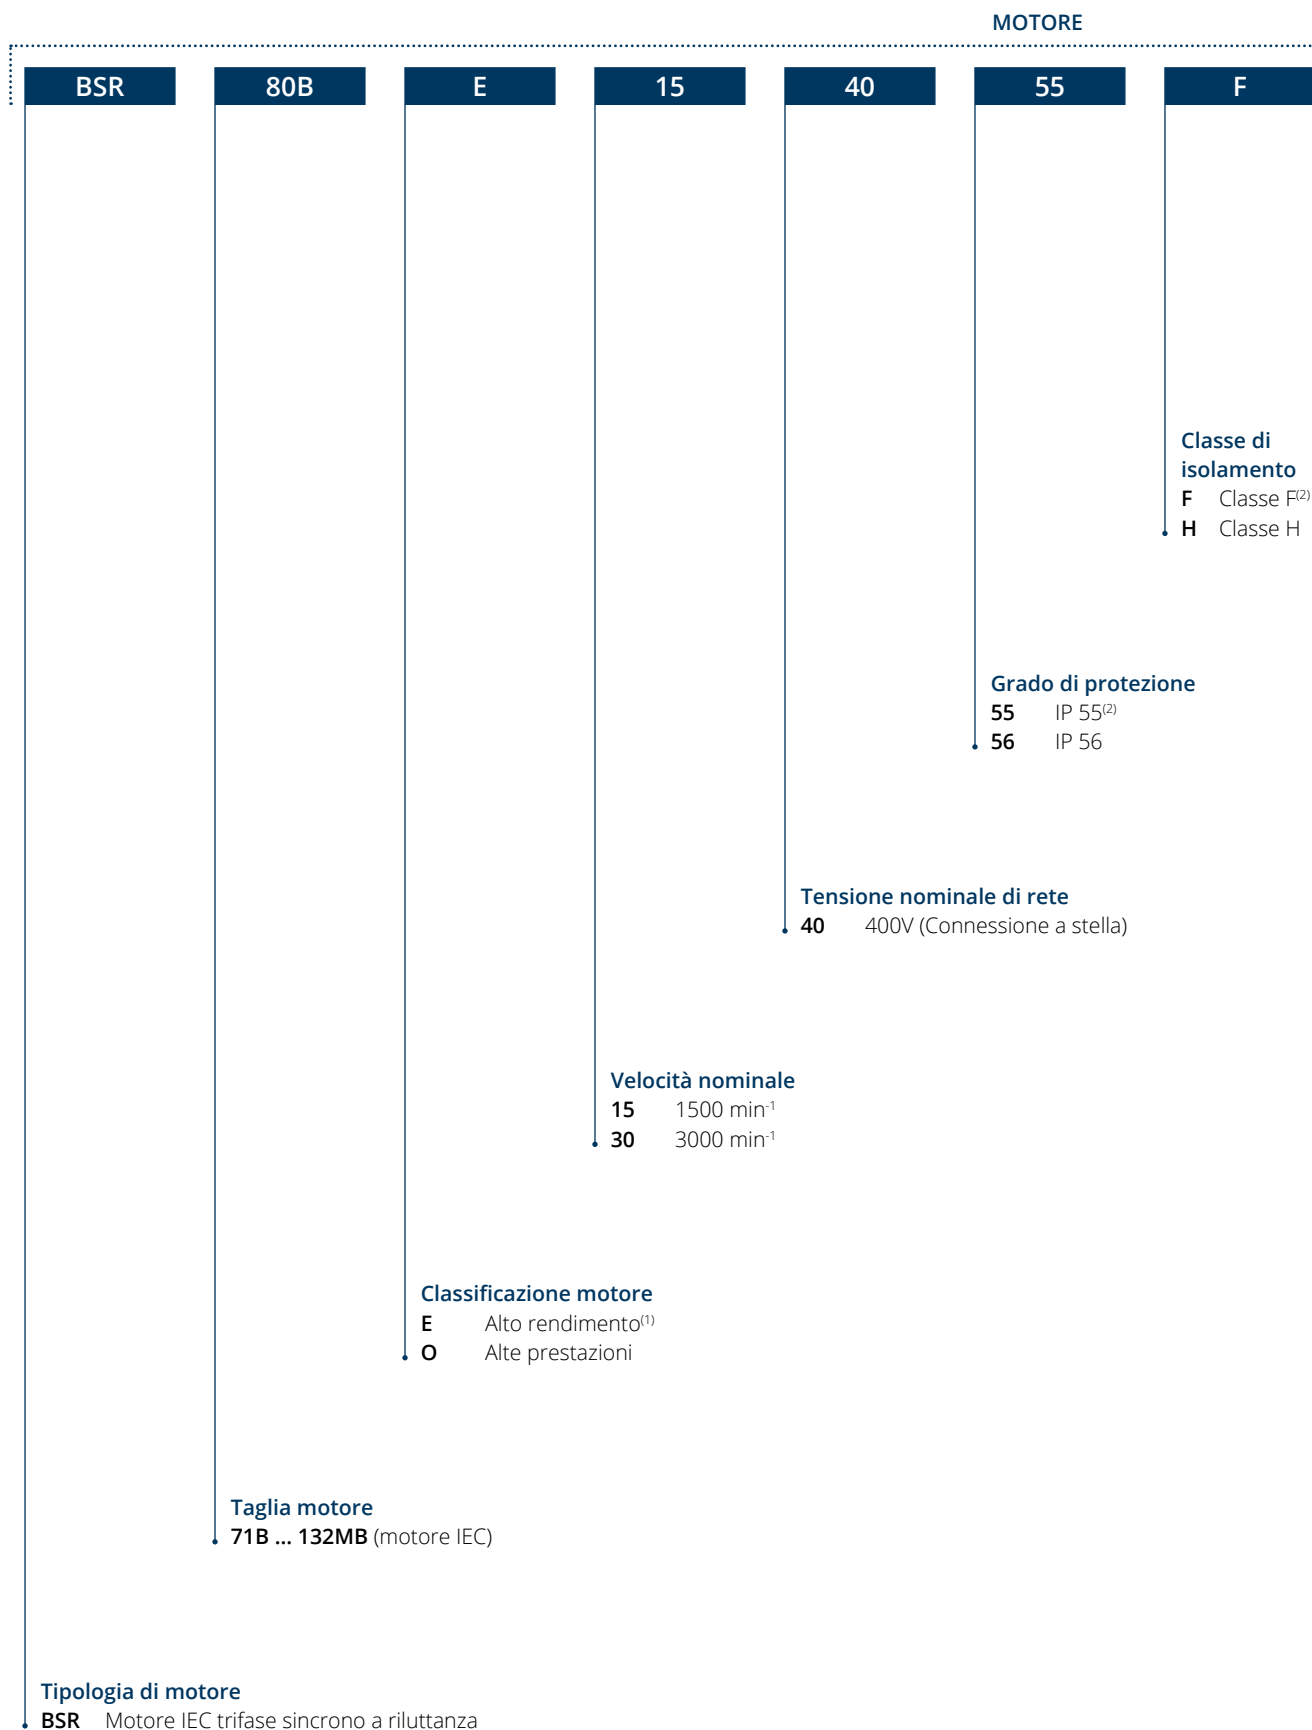 MOTORE
BSR 80B E 15 40 55 F
Classe di
isolamento
F Classe F(2)
H Classe H
Grado di protezione
55 IP 55(2)
56 IP 56
Tensione nominale di rete
40 400V (Connessione a stella)
Velocità nominale
15 1500 min-1
30 3000 min-1
Classificazione motore
E Alto rendimento(1)
O Alte prestazioni
Taglia motore
71B ... 132MB (motore IEC)
Tipologia di motore
BSR Motore IEC trifase sincrono a riluttanza